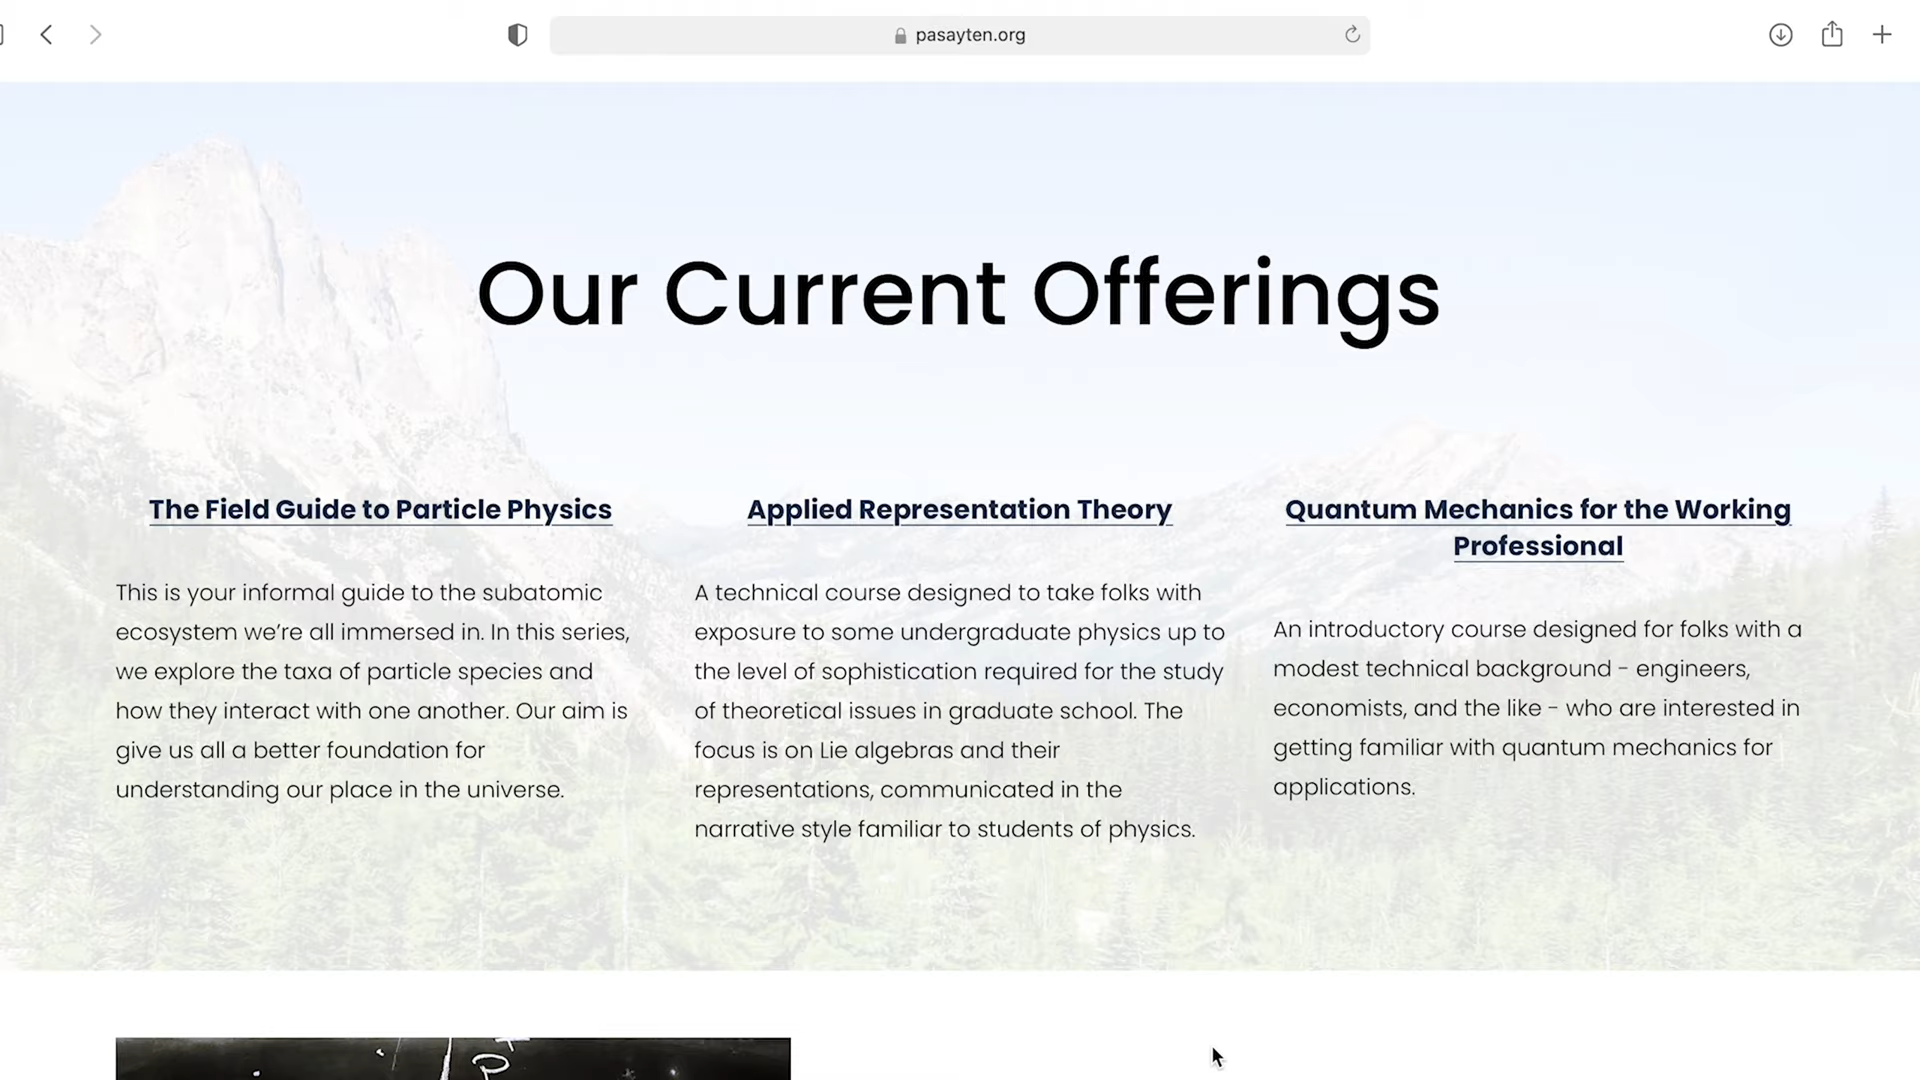 pasayten.org
Our Current Offerings
The Field Guide to Particle Physics
This is your informal guide to the subatomic
ecosystem we're all immersed in. In this series,
we explore the taxa of particle species and
how they interact with one another. Our aim is
give us all a better foundation for
understanding our place in the universe.
Applied Representation Theory
A technical course designed to take folks with
exposure to some undergraduate physics up to
the level of sophistication required for the study
of theoretical issues in graduate school. The
focus is on Lie algebras and their
representations, communicated in the
narrative style familiar to students of physics.
Quantum Mechanics for the Working
Professional
An introductory course designed for folks with a
modest technical background - engineers,
economists, and the like - who are interested in
getting familiar with quantum mechanics for
applications.